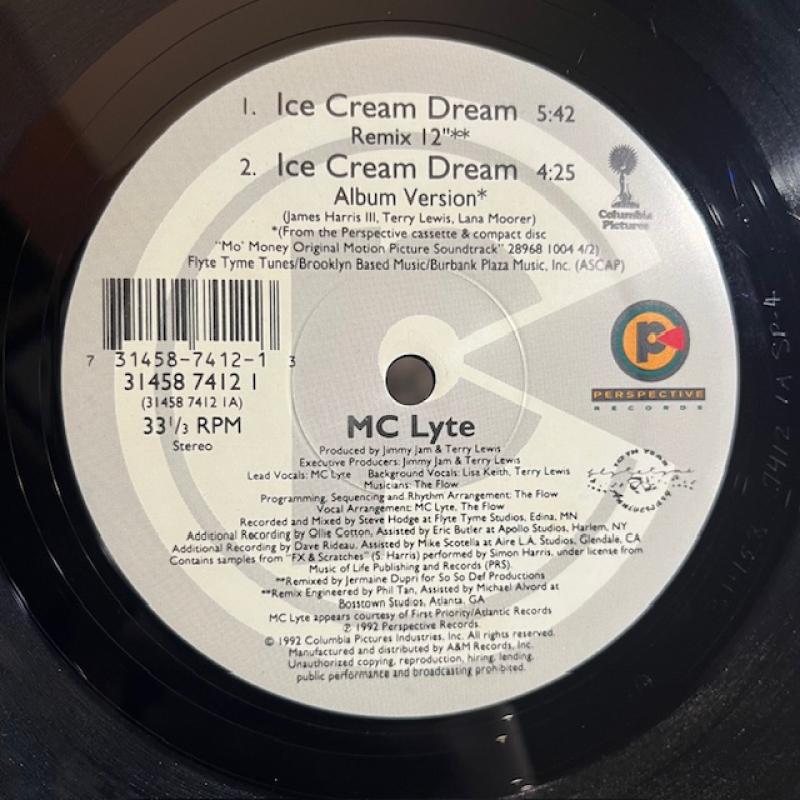 1. Ice Cream Dream 5:42
Remix 12"**
2. Ice Cream Dream 4:25
Album Version*
(James Harris III, Terry Lewis, Lana Moorer)
*(From the Perspective cassette & compact disc
"Mo' Money Original Motion Picture Soundtrack" 28968 1004 4/2)
Flyte Tyme Tunes/Brooklyn Based Music/Burbank Plaza Music, Inc. (ASCAP)
Columbia
Pictures
7 31458-7412-1 3
31458 7412 1
(31458 7412 1A)
33 1/3 RPM
Stereo
PERSPECTIVE
RECORDS
MC Lyte
Produced by Jimmy Jam & Terry Lewis
Executive Producers: Jimmy Jam & Terry Lewis
Lead Vocals: MC Lyte Background Vocals: Lisa Keith, Terry Lewis
Musicians: The Flow
Programming, Sequencing and Rhythm Arrangement: The Flow
Vocal Arrangement: MC Lyte, The Flow
Recorded and Mixed by Steve Hodge at Flyte Tyme Studios, Edina, MN
Additional Recording by Ollie Cotton, Assisted by Eric Butler at Apollo Studios, Harlem, NY
Additional Recording by Dave Rideau, Assisted by Mike Scotella at Aire L.A. Studios, Glendale, CA
Contains samples from "FX & Scratches" (S. Harris) performed by Simon Harris, under license from
Music of Life Publishing and Records (PRS).
**Remixed by Jermaine Dupri for So So Def Productions
**Remix Engineered by Phil Tan, Assisted by Michael Alvord at
Bosstown Studios, Atlanta, GA
MC Lyte appears courtesy of First Priority/Atlantic Records
℗ 1992 Perspective Records
© 1992 Columbia Pictures Industries, Inc. All rights reserved.
Manufactured and distributed by A&M Records, Inc.
Unauthorized copying, reproduction, hiring, lending,
public performance and broadcasting prohibited.
10TH YEAR
Anniversary